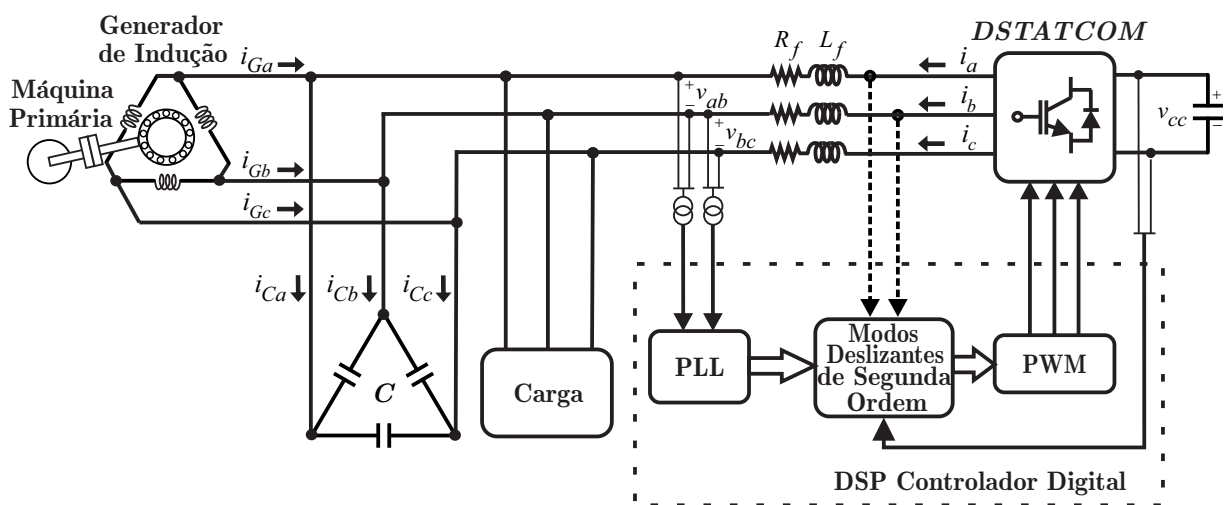 Generador
de Indução
Máquina
Primária
i_Ga
i_Gb
i_Gc
i_Ca
i_Cb
i_Cc
C
Carga
+
−
v_ab
+
−
v_bc
R_f
L_f
i_a
i_b
i_c
DSTATCOM
v_cc
+
−
PLL
Modos
Deslizantes
de Segunda
Ordem
PWM
DSP Controlador Digital